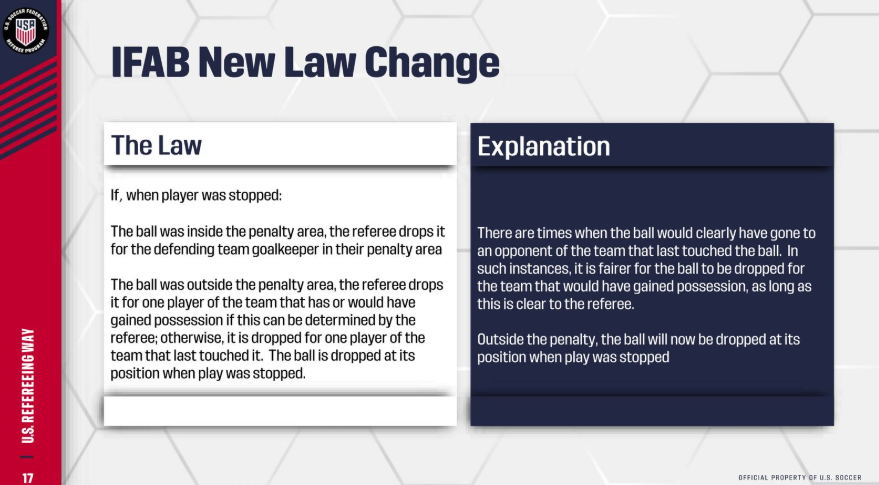 U.S. SOCCER FEDERATION
USA
REFEREE PROGRAM
IFAB New Law Change
The Law
If, when player was stopped:
The ball was inside the penalty area, the referee drops it
for the defending team goalkeeper in their penalty area
The ball was outside the penalty area, the referee drops
it for one player of the team that has or would have
gained possession if this can be determined by the
referee; otherwise, it is dropped for one player of the
team that last touched it.  The ball is dropped at its
position when play was stopped.
Explanation
There are times when the ball would clearly have gone to
an opponent of the team that last touched the ball.  In
such instances, it is fairer for the ball to be dropped for
the team that would have gained possession, as long as
this is clear to the referee.
Outside the penalty, the ball will now be dropped at its
position when play was stopped
U.S. REFEREEING WAY
17
OFFICIAL PROPERTY OF U.S. SOCCER